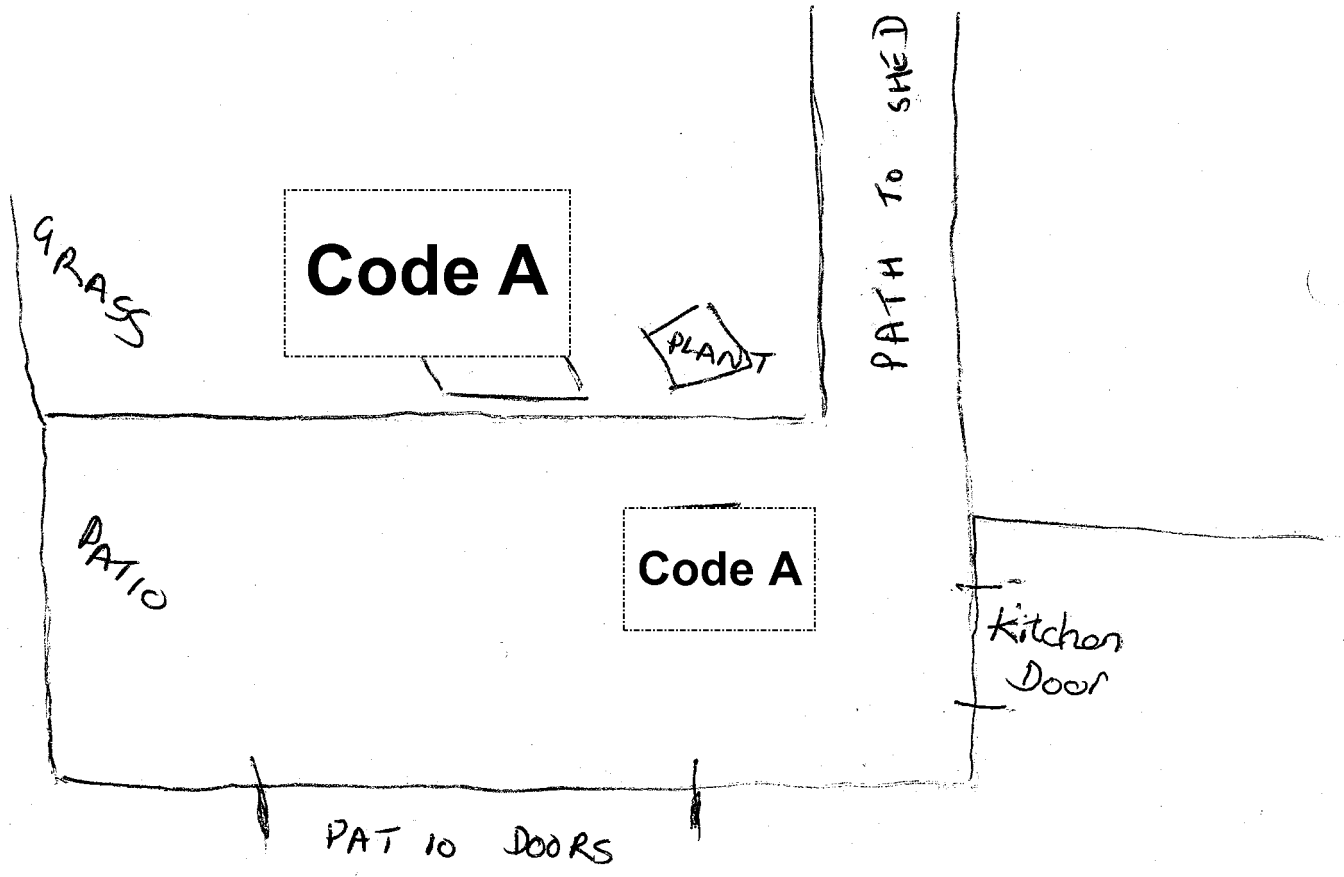 PATH TO SHED
GRASS
Code A
PLANT
PATIO
Code A
Kitchen
Door
PATIO DOORS